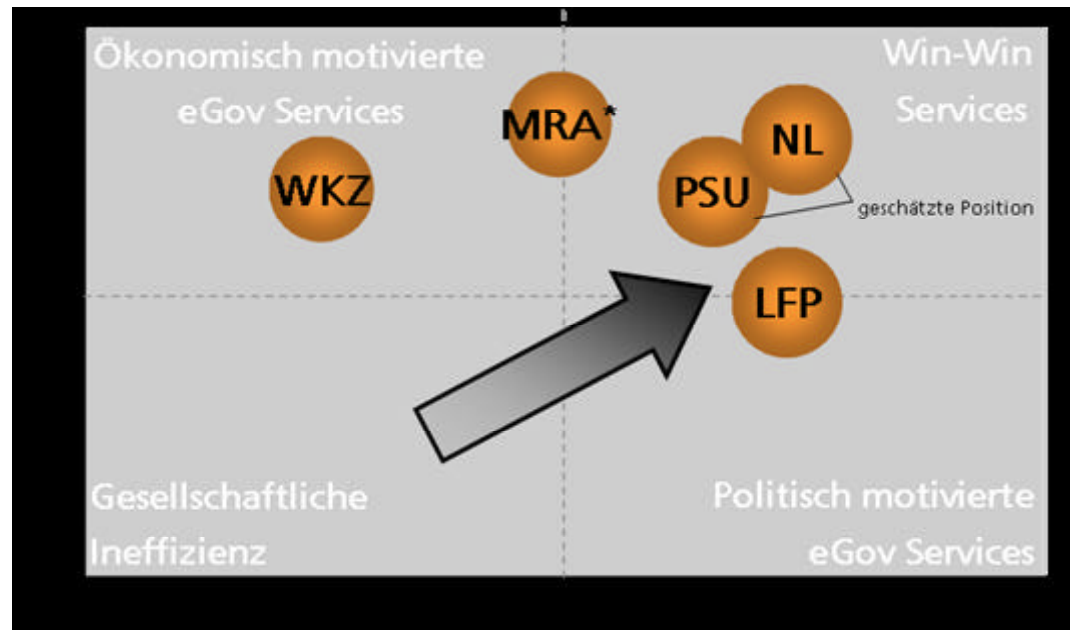 Ökonomisch motivierte
eGov Services
Win-Win
Services
MRA*
NL
WKZ
PSU
geschätzte Position
LFP
Gesellschaftliche
Ineffizienz
Politisch motivierte
eGov Services